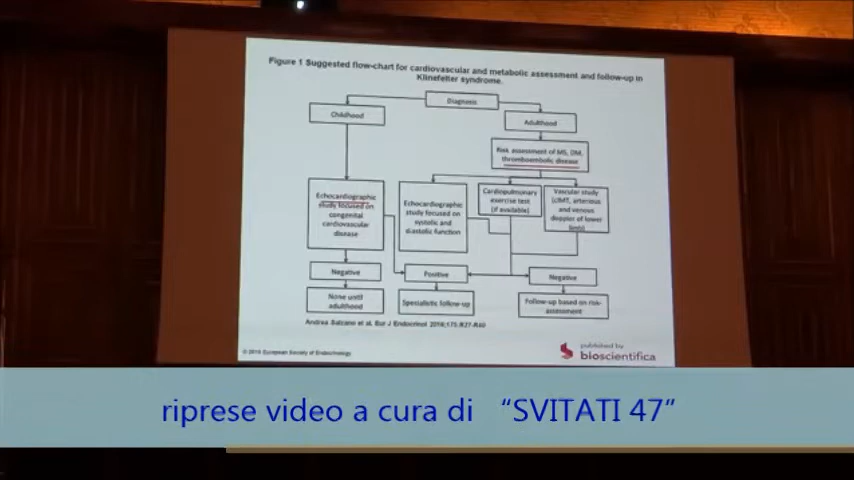 Figure 1 Suggested flow-chart for cardiovascular and metabolic assessment and follow-up in
Klinefelter syndrome.
Diagnosis
Childhood
Adulthood
Risk assessment of MS, DM,
thromboembolic disease
Echocardiographic
study focused on
congenital
cardiovascular
disease
Echocardiographic
study focused on
systolic and
diastolic function
Cardiopulmonary
exercise test
(if available)
Vascular study
(cIMT, arterious
and venous
doppler of lower
limb)
Negative
Positive
Negative
None until
adulthood
Specialistic follow-up
Follow-up based on risk-
assessment
Andrea Salzano et al. Eur J Endocrinol 2016;175:R27-R40
© 2016 European Society of Endocrinology
published by
bioscientifica
riprese video a cura di “SVITATI 47”